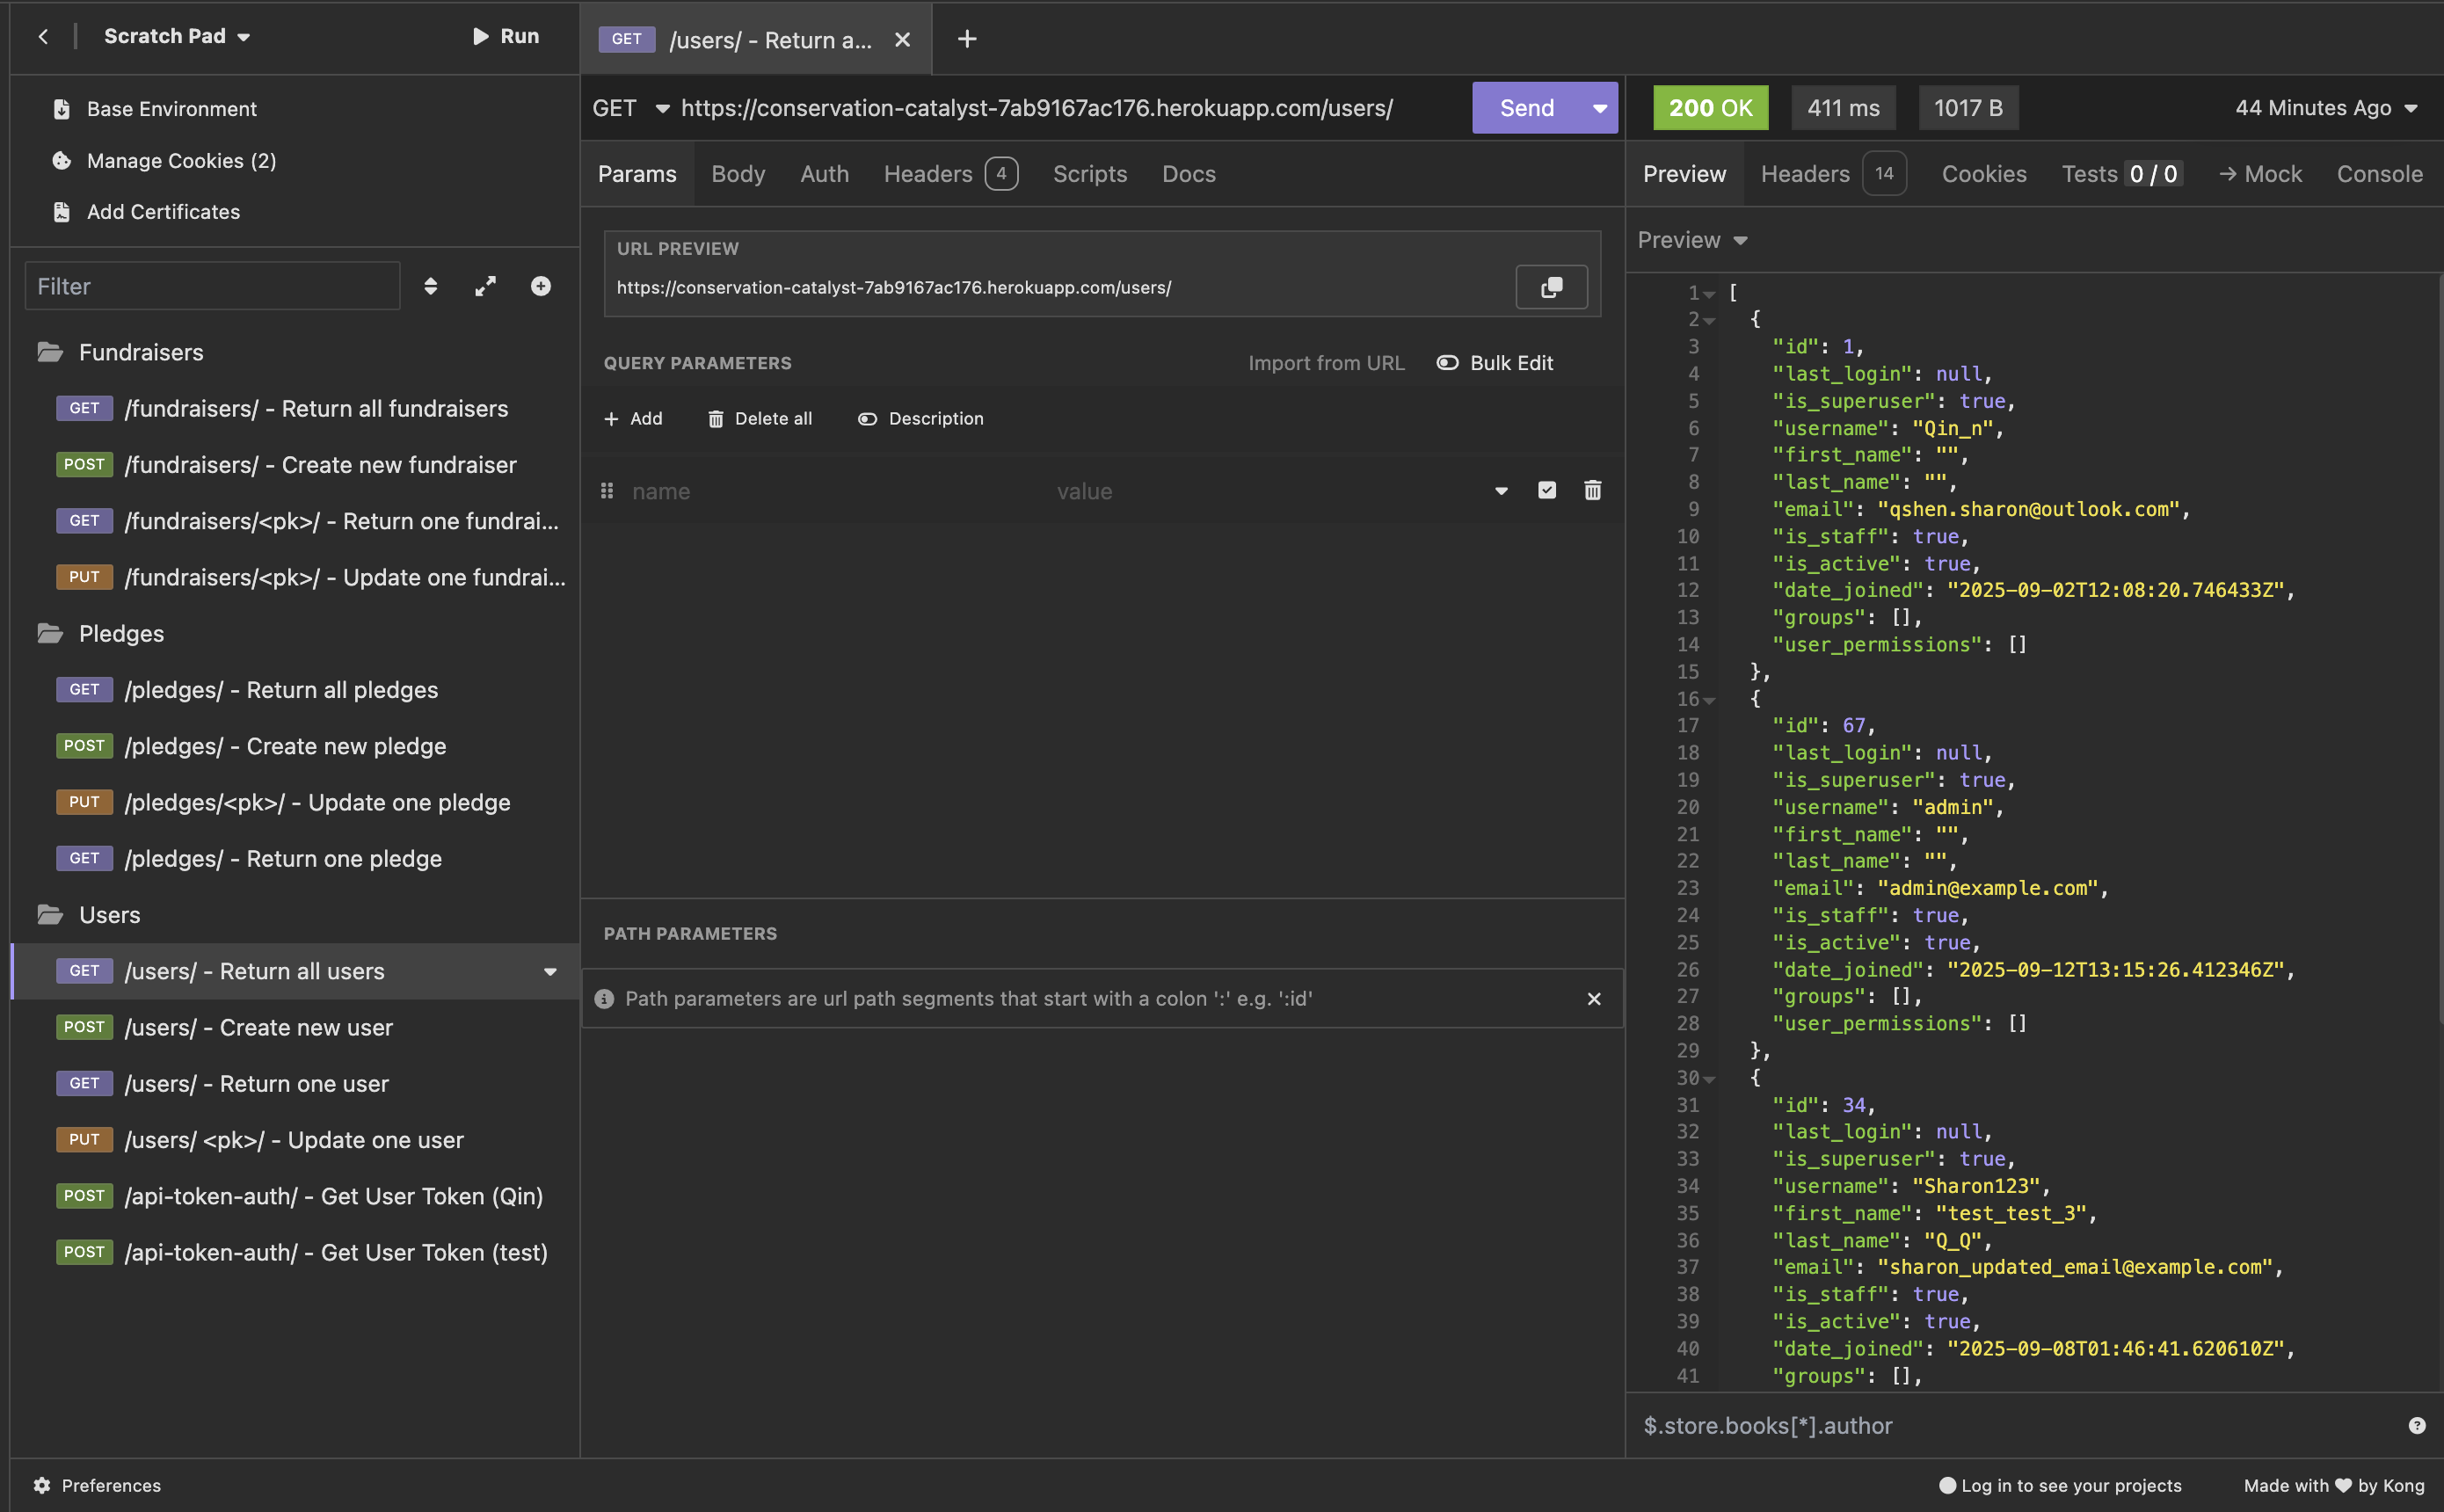 Scratch Pad
Run
Base Environment
Manage Cookies (2)
Add Certificates
Filter
Fundraisers
GET /fundraisers/ - Return all fundraisers
POST /fundraisers/ - Create new fundraiser
GET /fundraisers/<pk>/ - Return one fundrai...
PUT /fundraisers/<pk>/ - Update one fundrai...
Pledges
GET /pledges/ - Return all pledges
POST /pledges/ - Create new pledge
PUT /pledges/<pk>/ - Update one pledge
GET /pledges/ - Return one pledge
Users
GET /users/ - Return all users
POST /users/ - Create new user
GET /users/ - Return one user
PUT /users/ <pk>/ - Update one user
POST /api-token-auth/ - Get User Token (Qin)
POST /api-token-auth/ - Get User Token (test)
Preferences
GET /users/ - Return a...
GET https://conservation-catalyst-7ab9167ac176.herokuapp.com/users/ Send
Params Body Auth Headers 4 Scripts Docs
URL PREVIEW
https://conservation-catalyst-7ab9167ac176.herokuapp.com/users/
QUERY PARAMETERS Import from URL Bulk Edit
Add Delete all Description
name value
PATH PARAMETERS
Path parameters are url path segments that start with a colon ':' e.g. ':id'
200 OK 411 ms 1017 B 44 Minutes Ago
Preview Headers 14 Cookies Tests 0 / 0 → Mock Console
Preview
1 [
2 {
3 "id": 1,
4 "last_login": null,
5 "is_superuser": true,
6 "username": "Qin_n",
7 "first_name": "",
8 "last_name": "",
9 "email": "qshen.sharon@outlook.com",
10 "is_staff": true,
11 "is_active": true,
12 "date_joined": "2025-09-02T12:08:20.746433Z",
13 "groups": [],
14 "user_permissions": []
15 },
16 {
17 "id": 67,
18 "last_login": null,
19 "is_superuser": true,
20 "username": "admin",
21 "first_name": "",
22 "last_name": "",
23 "email": "admin@example.com",
24 "is_staff": true,
25 "is_active": true,
26 "date_joined": "2025-09-12T13:15:26.412346Z",
27 "groups": [],
28 "user_permissions": []
29 },
30 {
31 "id": 34,
32 "last_login": null,
33 "is_superuser": true,
34 "username": "Sharon123",
35 "first_name": "test_test_3",
36 "last_name": "Q_Q",
37 "email": "sharon_updated_email@example.com",
38 "is_staff": true,
39 "is_active": true,
40 "date_joined": "2025-09-08T01:46:41.620610Z",
41 "groups": [],
$.store.books[*].author
Log in to see your projects
Made with ♥ by Kong